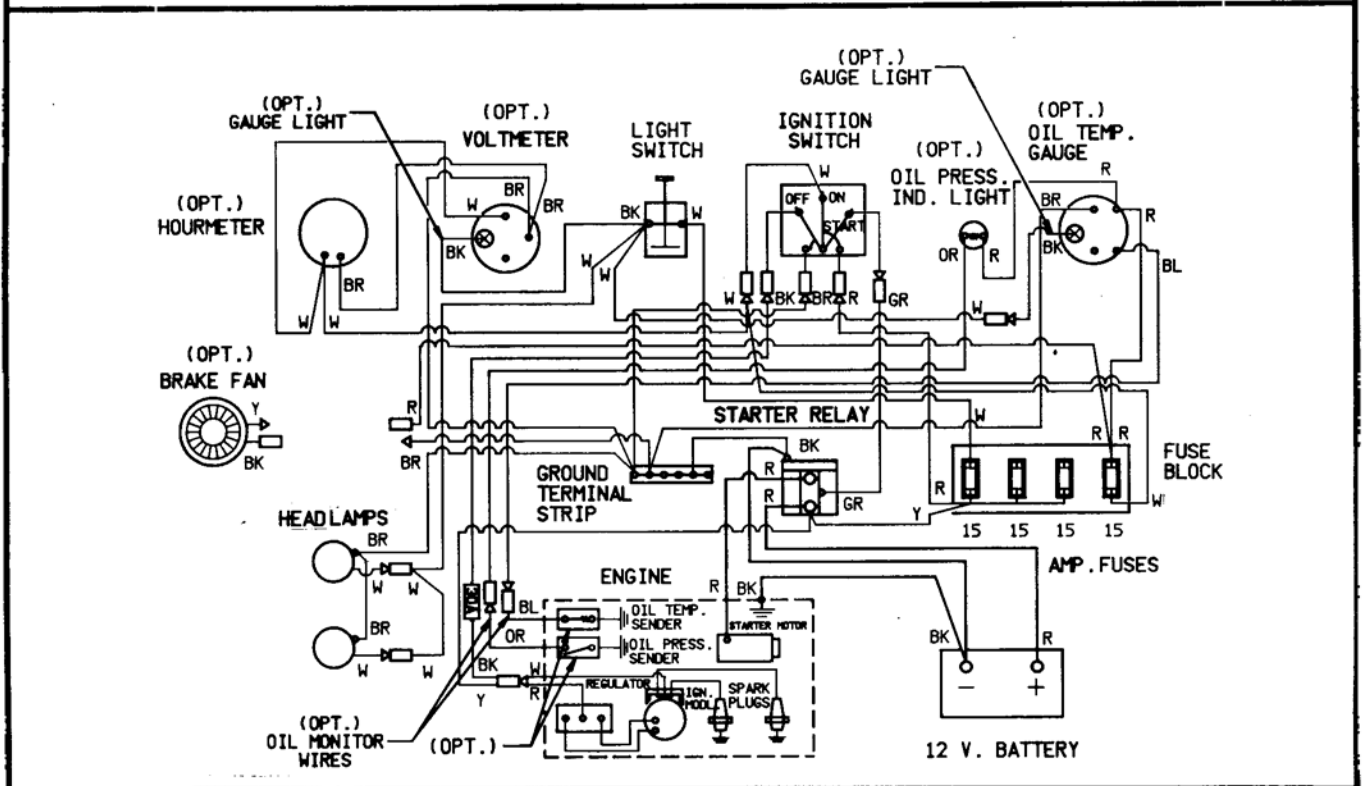 (OPT.)
GAUGE LIGHT
(OPT.)
VOLTMETER
LIGHT
SWITCH
IGNITION
SWITCH
(OPT.)
GAUGE LIGHT
(OPT.)
OIL TEMP.
GAUGE
(OPT.)
OIL PRESS.
IND. LIGHT
(OPT.)
HOURMETER
W
BK
BR
BR
BR
W
W
BK
W
W
W
W
OFF
ON
START
W
BK
BR
R
GR
OR
R
BR
BK
R
R
BL
W
(OPT.)
BRAKE FAN
Y
BK
R
BR
STARTER RELAY
GROUND
TERMINAL
STRIP
BK
R
R
GR
W
R
R
R
Y
W
FUSE
BLOCK
15
15
15
15
AMP. FUSES
HEADLAMPS
BR
W
W
BR
W
W
ENGINE
R
BK
BL
OR
BK
Y
W
R
OIL TEMP.
SENDER
OIL PRESS.
SENDER
STARTER MOTOR
REGULATOR
IGN.
MODL.
SPARK
PLUGS
BK
R
-
+
12 V. BATTERY
(OPT.)
OIL MONITOR
WIRES
(OPT.)